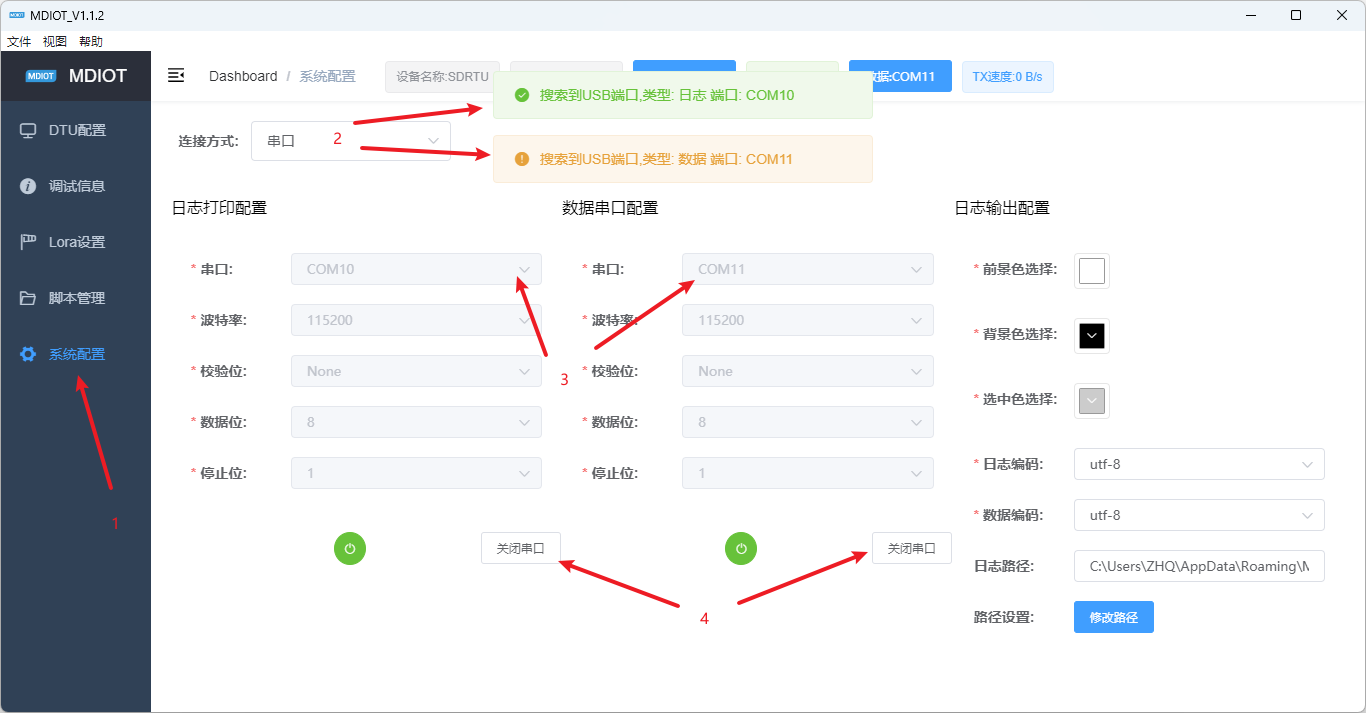 MDIOT MDIOT_V1.1.2
文件 视图 帮助
MDIOT MDIOT
Dashboard / 系统配置
设备名称:SDRTU
据:COM11
TX速度:0 B/s
搜索到USB端口,类型: 日志 端口: COM10
搜索到USB端口,类型: 数据 端口: COM11
DTU配置
调试信息
Lora设置
脚本管理
系统配置
1
连接方式:
串口
2
日志打印配置
* 串口: COM10
* 波特率: 115200
* 校验位: None
* 数据位: 8
* 停止位: 1
关闭串口
3
数据串口配置
* 串口: COM11
* 波特率: 115200
* 校验位: None
* 数据位: 8
* 停止位: 1
关闭串口
4
日志输出配置
* 前景色选择:
* 背景色选择:
* 选中色选择:
* 日志编码: utf-8
* 数据编码: utf-8
日志路径: C:\Users\ZHQ\AppData\Roaming\M
路径设置: 修改路径